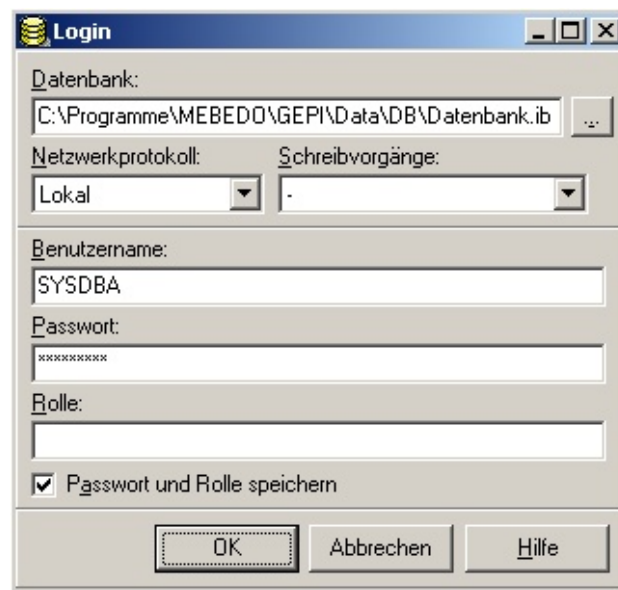 Login
Datenbank:
C:\Programme\MEBEDO\GEPI\Data\DB\Datenbank.ib ...
Netzwerkprotokoll: Schreibvorgänge:
Lokal -
Benutzername:
SYSDBA
Passwort:
*********
Rolle:
Passwort und Rolle speichern
OK Abbrechen Hilfe